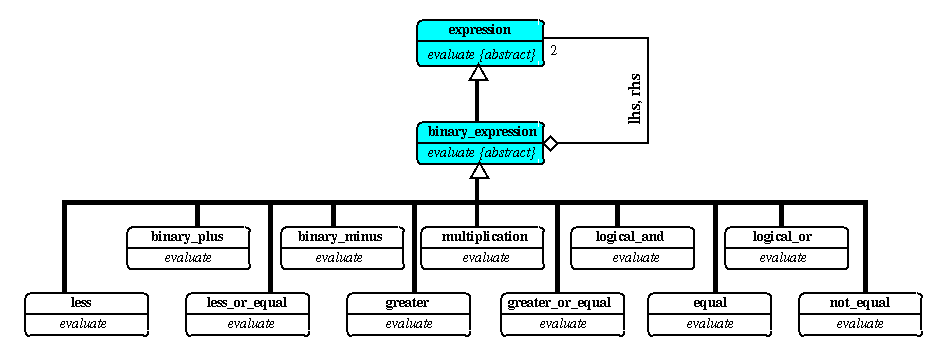 expression
evaluate {abstract}
2
lhs, rhs
binary_expression
evaluate {abstract}
binary_plus
evaluate
binary_minus
evaluate
multiplication
evaluate
logical_and
evaluate
logical_or
evaluate
less
evaluate
less_or_equal
evaluate
greater
evaluate
greater_or_equal
evaluate
equal
evaluate
not_equal
evaluate